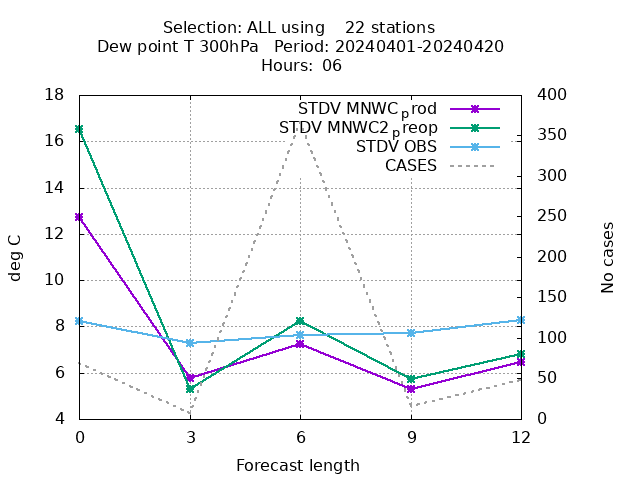 Selection: ALL using 22 stations
Dew point T 300hPa Period: 20240401-20240420
Hours: 06
STDV MNWCprod
STDV MNWC2preop
STDV OBS
CASES
deg C
18
16
14
12
10
8
6
4
400
350
300
250
200
150
100
50
0
No cases
0 3 6 9 12
Forecast length